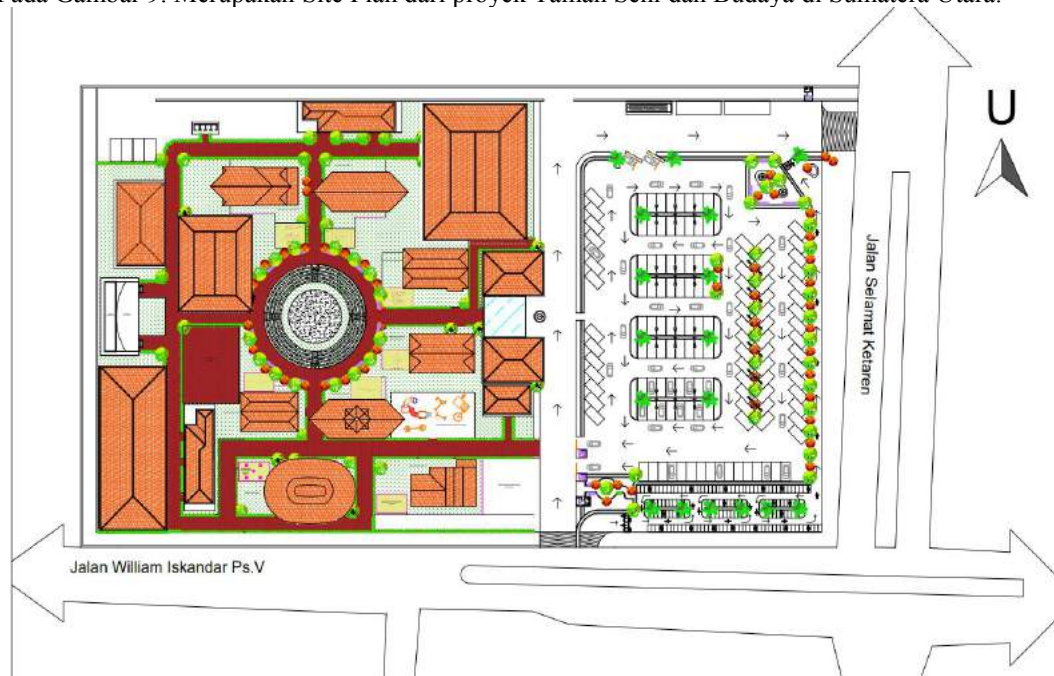 Pada Gambar 9. Merupakan Site Plan dari proyek Taman Seni dan Budaya di Sumatera Utara.
U
Jalan Selamat Ketaren
Jalan William Iskandar Ps.V